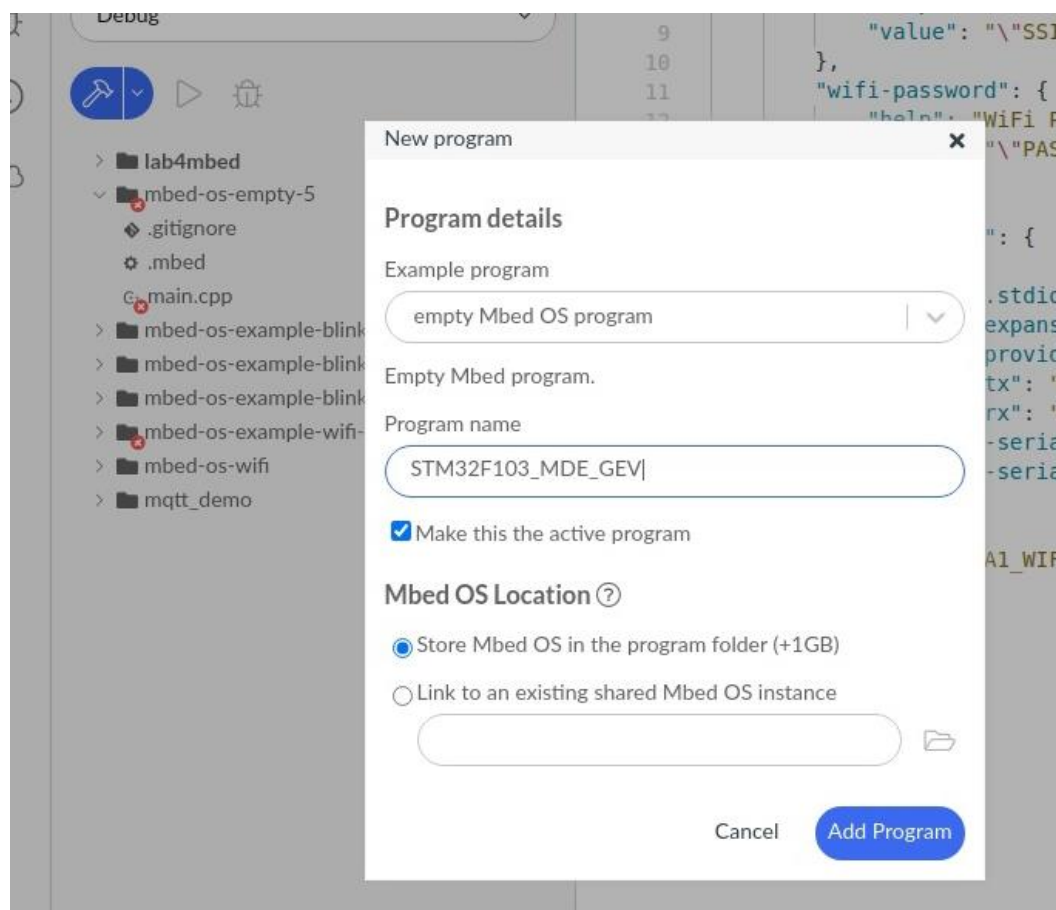 Debug
lab4mbed
mbed-os-empty-5
.gitignore
.mbed
main.cpp
mbed-os-example-blink
mbed-os-example-blink
mbed-os-example-blink
mbed-os-example-wifi-
mbed-os-wifi
mqtt_demo
New program
Program details
Example program
empty Mbed OS program
Empty Mbed program.
Program name
STM32F103_MDE_GEV
Make this the active program
Mbed OS Location ?
Store Mbed OS in the program folder (+1GB)
Link to an existing shared Mbed OS instance
Cancel
Add Program
9 "value": "\"SSI
10 },
11 "wifi-password": {
12 "help": "WiFi P
"\"PAS
": {
.stdio
expans
provid
tx": "
rx": "
-seria
-seria
A1_WIF